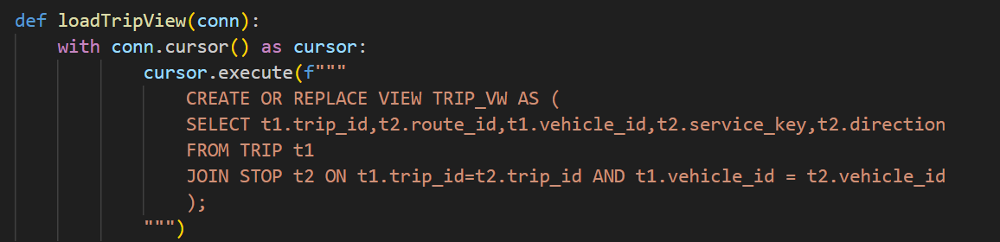 def loadTripView(conn):
    with conn.cursor() as cursor:
            cursor.execute(f"""
                CREATE OR REPLACE VIEW TRIP_VW AS (
                SELECT t1.trip_id,t2.route_id,t1.vehicle_id,t2.service_key,t2.direction
                FROM TRIP t1
                JOIN STOP t2 ON t1.trip_id=t2.trip_id AND t1.vehicle_id = t2.vehicle_id
                );
            """)